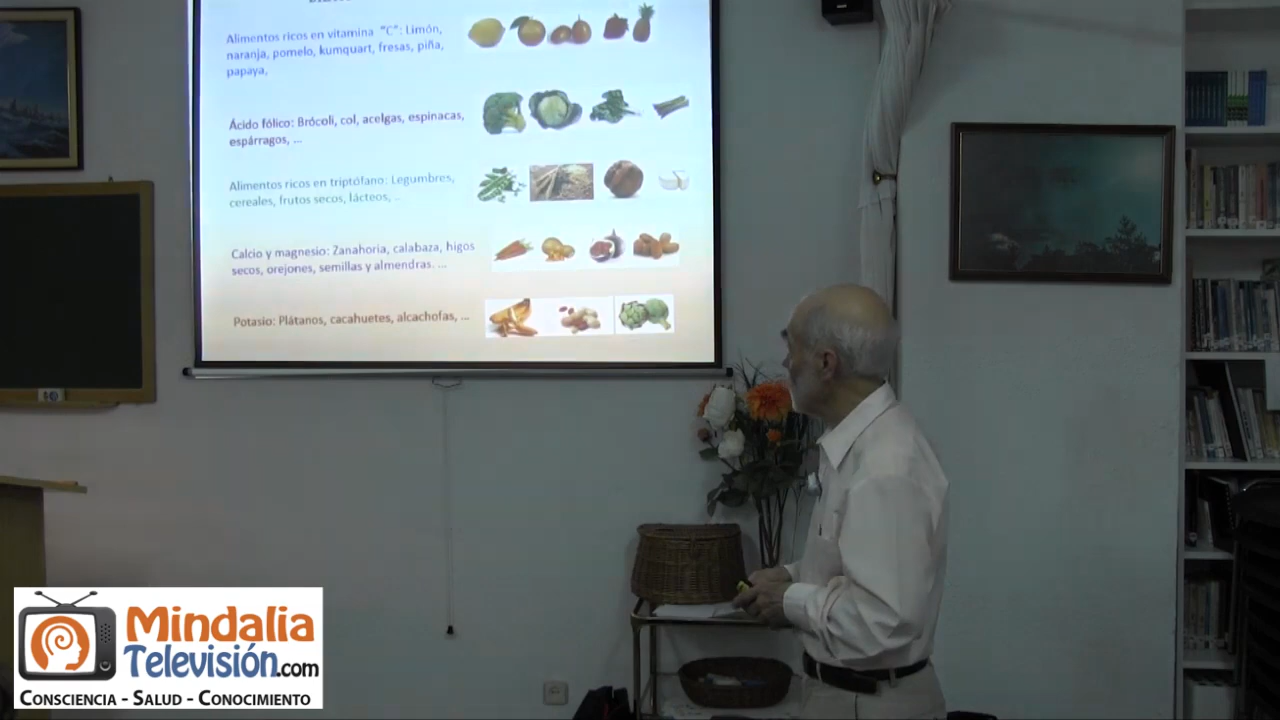 Alimentos ricos en vitamina "C": Limón,
naranja, pomelo, kumquart, fresas, piña,
papaya,
Ácido fólico: Brócoli, col, acelgas, espinacas,
espárragos, ...
Alimentos ricos en triptófano: Legumbres,
cereales, frutos secos, lácteos, ..
Calcio y magnesio: Zanahoria, calabaza, higos
secos, orejones, semillas y almendras. ...
Potasio: Plátanos, cacahuetes, alcachofas, ...
Mindalia
Televisión.com
Consciencia - Salud - Conocimiento